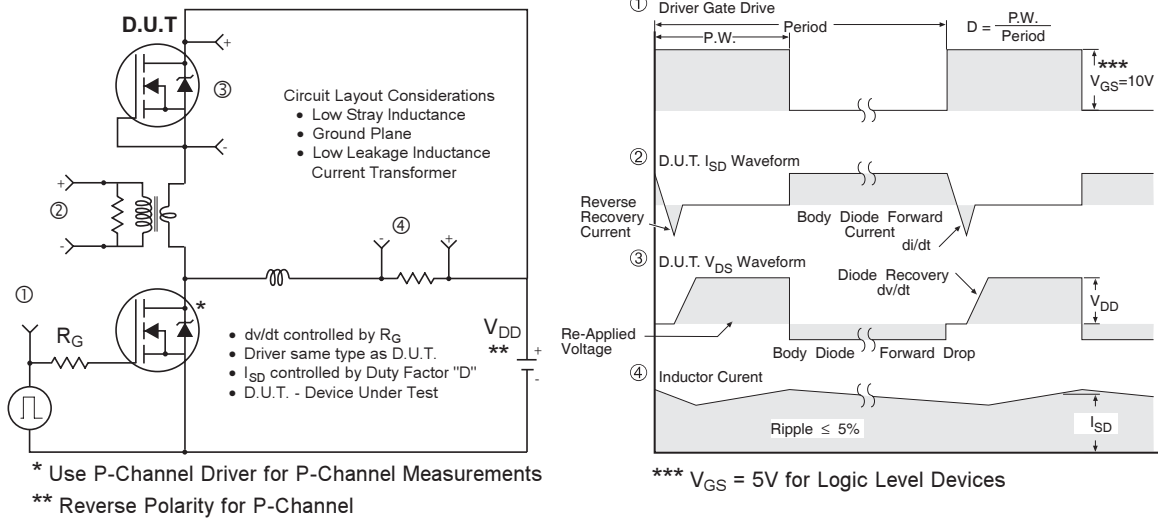 D.U.T
+
③
-
Circuit Layout Considerations
• Low Stray Inductance
• Ground Plane
• Low Leakage Inductance
Current Transformer
+
②
-
④
- +
①
R_G
*
• dv/dt controlled by R_G
• Driver same type as D.U.T.
• I_SD controlled by Duty Factor "D"
• D.U.T. - Device Under Test
V_DD
**
+
-
* Use P-Channel Driver for P-Channel Measurements
** Reverse Polarity for P-Channel
① Driver Gate Drive
P.W.
Period
D = P.W. / Period
***
V_GS=10V
② D.U.T. I_SD Waveform
Reverse
Recovery
Current
Body Diode Forward
Current
di/dt
③ D.U.T. V_DS Waveform
Diode Recovery
dv/dt
V_DD
Re-Applied
Voltage
Body Diode Forward Drop
④ Inductor Curent
I_SD
Ripple ≤ 5%
*** V_GS = 5V for Logic Level Devices